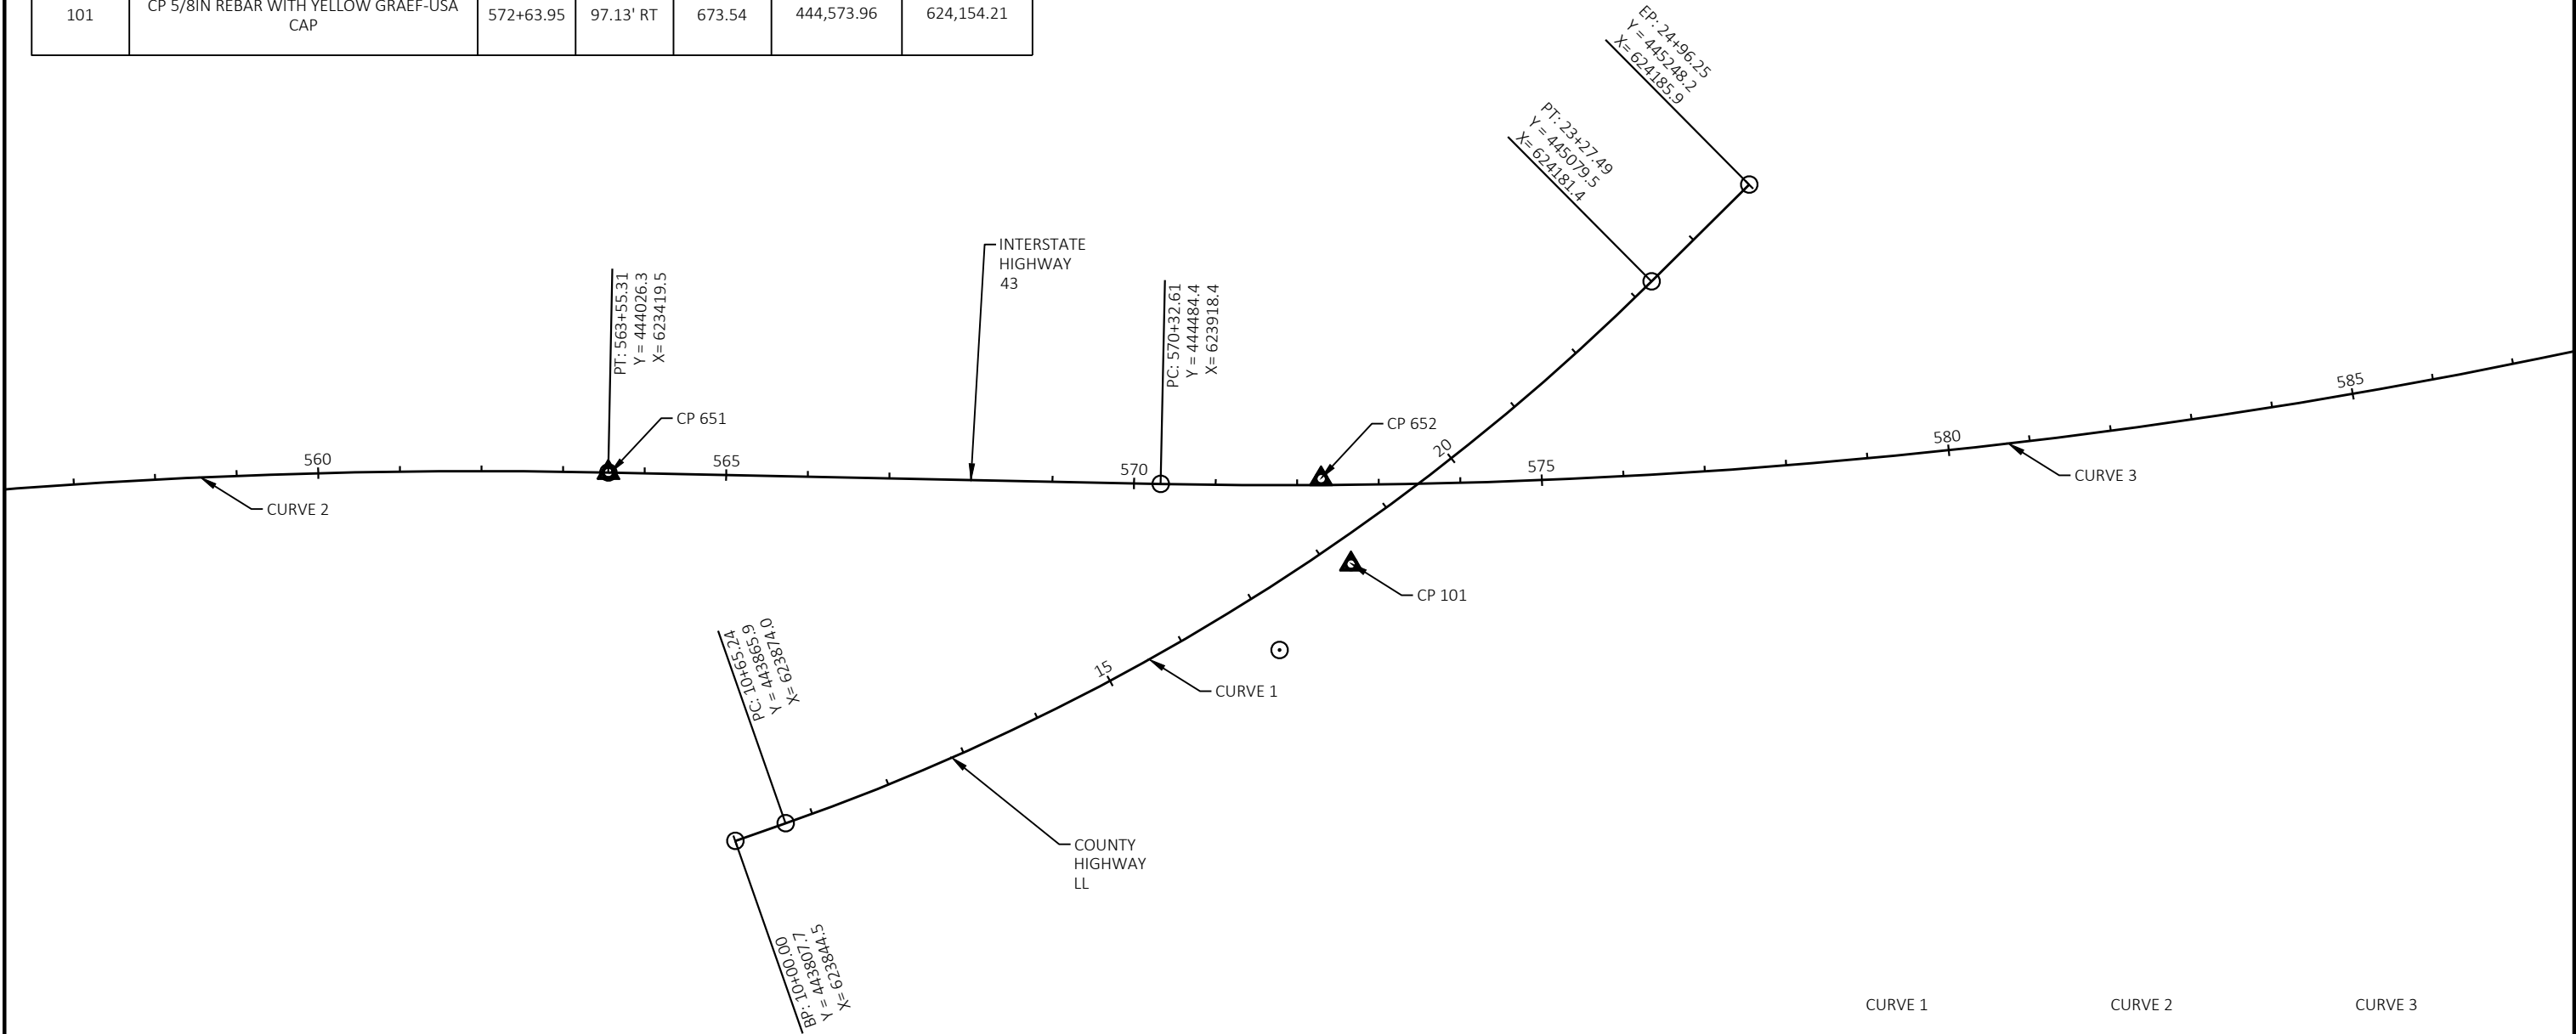 101
CP 5/8IN REBAR WITH YELLOW GRAEF-USA
CAP
572+63.95
97.13' RT
673.54
444,573.96
624,154.21
EP: 24+96.25
Y = 445248.2
X= 624185.9
PT: 23+27.49
Y = 445079.5
X= 624181.4
INTERSTATE
HIGHWAY
43
PT: 563+55.31
Y = 444026.3
X= 623419.5
PC: 570+32.61
Y = 444484.4
X= 623918.4
CP 651
CP 652
560
565
570
20
575
580
585
CURVE 2
CURVE 3
CP 101
PC: 10+65.24
Y = 443865.9
X= 623874.0
15
CURVE 1
COUNTY
HIGHWAY
LL
BP: 10+00.00
Y = 443807.7
X= 623844.5
CURVE 1
CURVE 2
CURVE 3